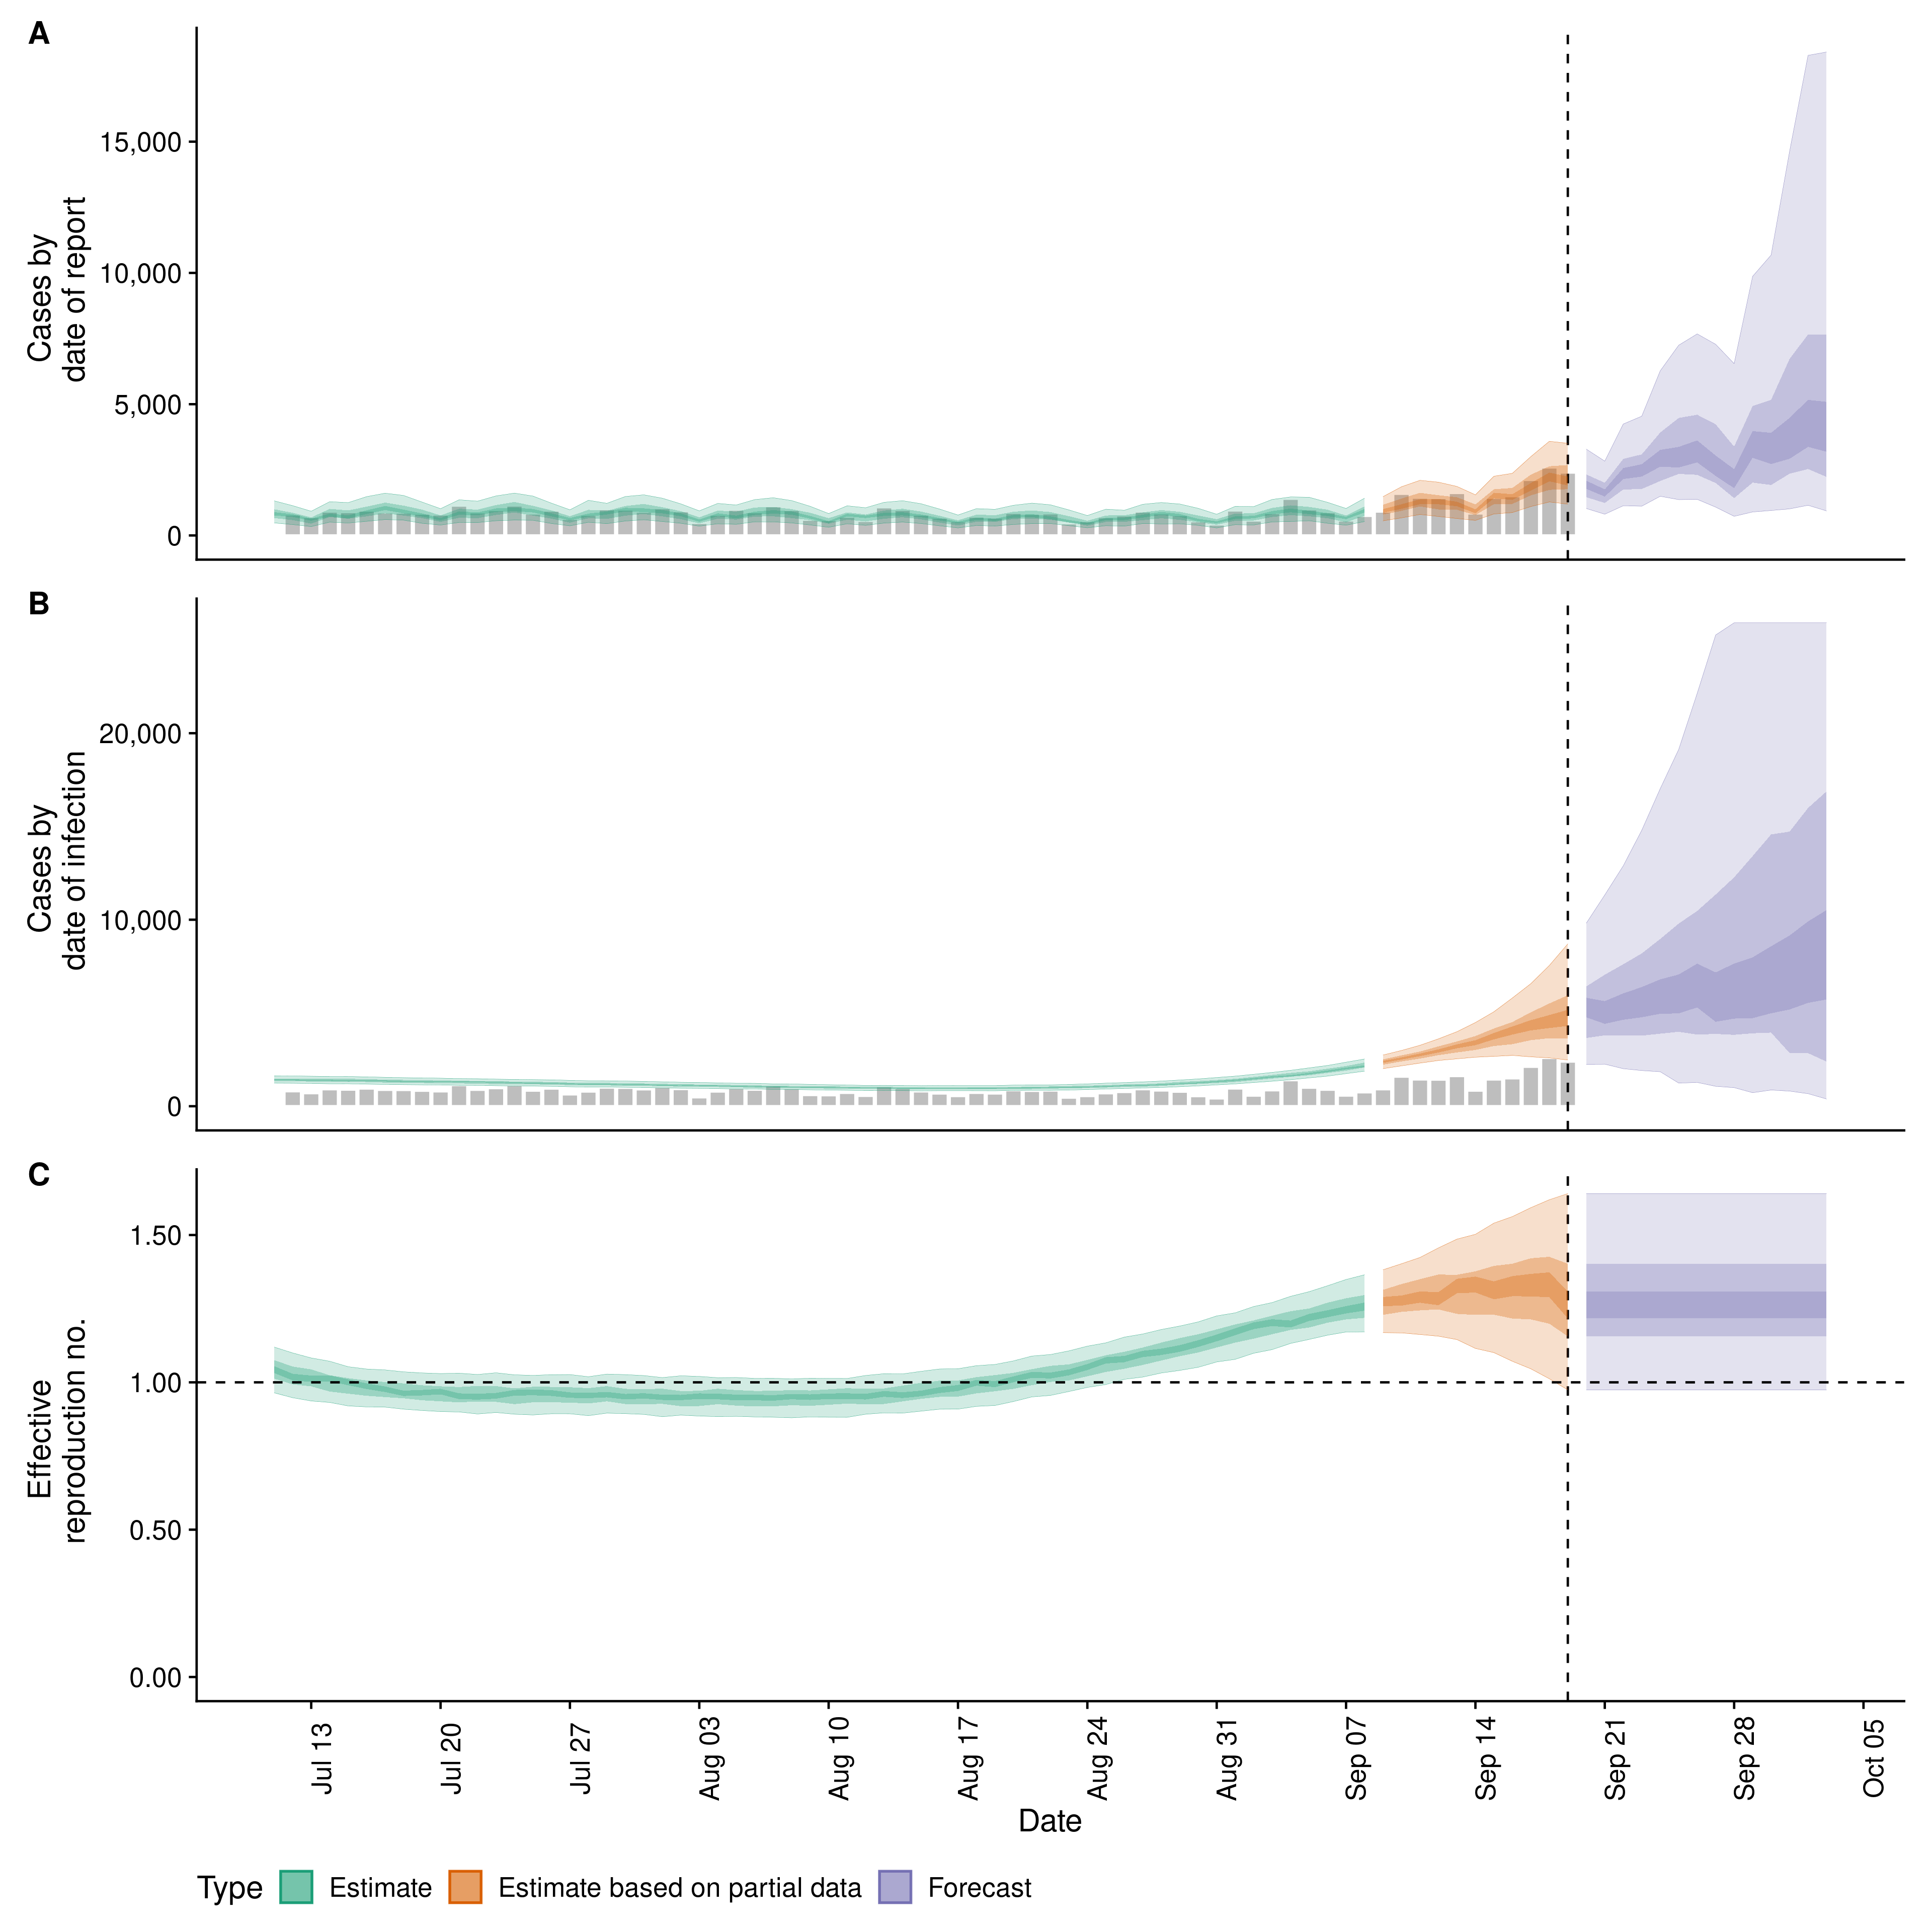 A
Cases by
date of report
15,000
10,000
5,000
0
B
Cases by
date of infection
20,000
10,000
0
C
Effective
reproduction no.
1.50
1.00
0.50
0.00
Jul 13
Jul 20
Jul 27
Aug 03
Aug 10
Aug 17
Aug 24
Aug 31
Sep 07
Sep 14
Sep 21
Sep 28
Oct 05
Date
Type Estimate Estimate based on partial data Forecast